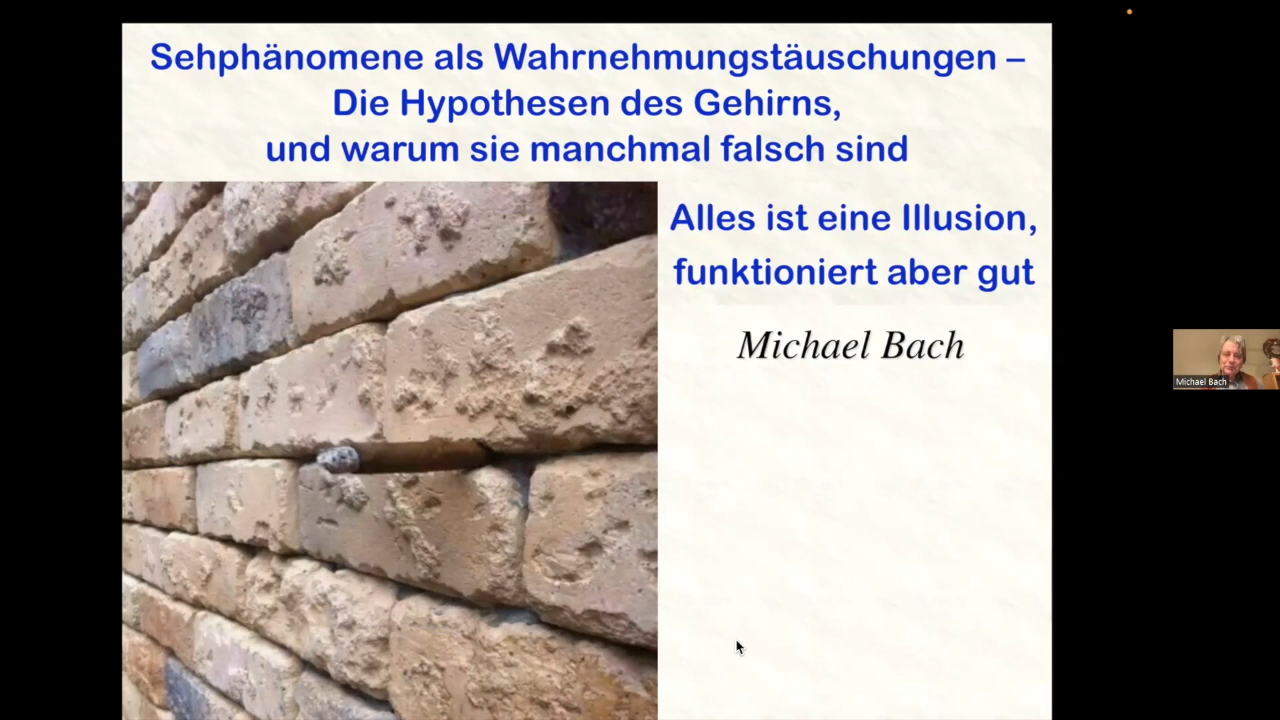 Sehphänomene als Wahrnehmungstäuschungen –
Die Hypothesen des Gehirns,
und warum sie manchmal falsch sind
Alles ist eine Illusion,
funktioniert aber gut
Michael Bach
Michael Bach